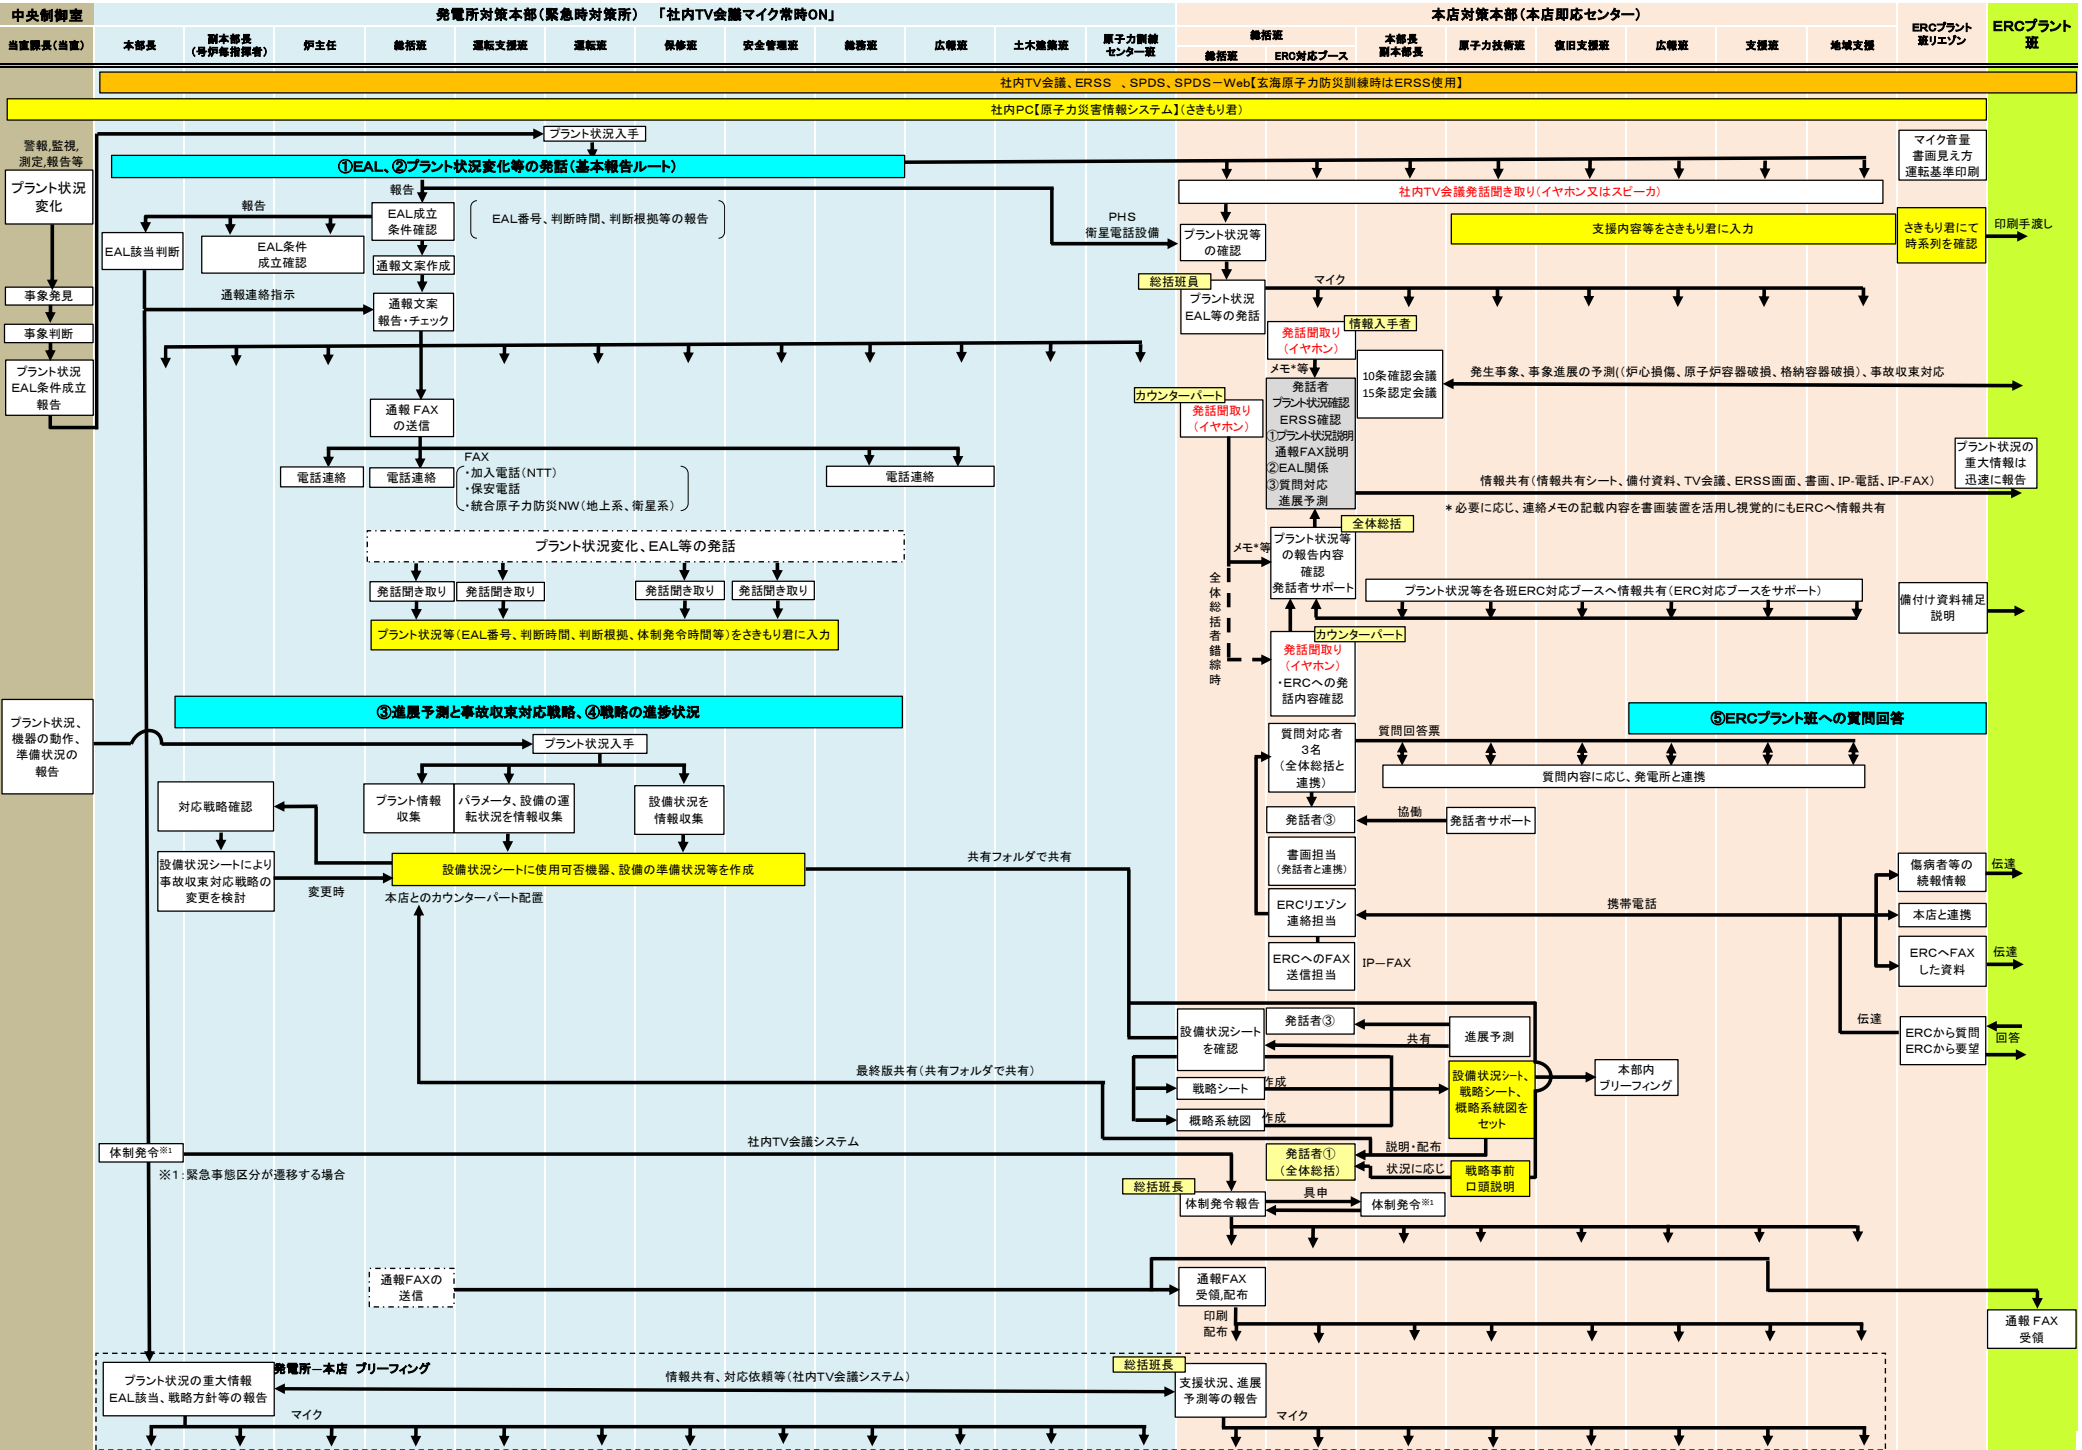 中央制御室
発電所対策本部(緊急時対策所) 「社内TV会議マイク常時ON」
本店対策本部(本店即応センター)
ERCプラント
班リエゾン
ERCプラント
班
当直課長(当直)
本部長
副本部長
(号炉毎指揮者)
炉主任
総括班
運転支援班
運転班
保修班
安全管理班
総務班
広報班
土木建築班
原子力訓練
センター班
総括班
総括班
ERC対応ブース
本部長
副本部長
原子力技術班
復旧支援班
広報班
支援班
地域支援
社内TV会議、ERSS 、SPDS、SPDS-Web【玄海原子力防災訓練時はERSS使用】
社内PC【原子力災害情報システム】(さきもり君)
警報,監視,
測定,報告等
プラント状況
変化
事象発見
事象判断
プラント状況
EAL条件成立
報告
プラント状況入手
①EAL、②プラント状況変化等の発話(基本報告ルート)
報告
報告
EAL成立
条件確認
EAL番号、判断時間、判断根拠等の報告
EAL該当判断
EAL条件
成立確認
通報文案作成
通報連絡指示
通報文案
報告・チェック
PHS
衛星電話設備
マイク音量
書画見え方
運転基準印刷
社内TV会議発話聞き取り(イヤホン又はスピーカ)
プラント状況等
の確認
支援内容等をさきもり君に入力
さきもり君にて
時系列を確認
印刷手渡し
総括班員
プラント状況
EAL等の発話
マイク
情報入手者
発話聞取り
(イヤホン)
メモ*等
10条確認会議
15条認定会議
発生事象、事象進展の予測((炉心損傷、原子炉容器破損、格納容器破損)、事故収束対応
カウンターパート
発話聞取り
(イヤホン)
発話者
プラント状況確認
ERSS確認
①プラント状況説明
通報FAX説明
②EAL関係
③質問対応
進展予測
プラント状況の
重大情報は
迅速に報告
情報共有(情報共有シート、備付資料、TV会議、ERSS画面、書画、IP-電話、IP-FAX)
*必要に応じ、連絡メモの記載内容を書画装置を活用し視覚的にもERCへ情報共有
通報 FAX
の送信
電話連絡
電話連絡
FAX
・加入電話(NTT)
・保安電話
・統合原子力防災NW(地上系、衛星系)
電話連絡
プラント状況変化、EAL等の発話
発話聞き取り
発話聞き取り
発話聞き取り
発話聞き取り
プラント状況等(EAL番号、判断時間、判断根拠、体制発令時間等)をさきもり君に入力
全体総括
メモ*等
プラント状況等
の報告内容
確認
発話者サポート
全体総括者錯綜時
プラント状況等を各班ERC対応ブースへ情報共有(ERC対応ブースをサポート)
備付け資料補足
説明
カウンターパート
発話聞取り
(イヤホン)
・ERCへの発
話内容確認
プラント状況、
機器の動作、
準備状況の
報告
③進展予測と事故収束対応戦略、④戦略の進捗状況
⑤ERCプラント班への質問回答
プラント状況入手
質問対応者
3名
(全体総括と
連携)
質問回答票
質問内容に応じ、発電所と連携
対応戦略確認
プラント情報
収集
パラメータ、設備の運
転状況を情報収集
設備状況を
情報収集
発話者③
協働
発話者サポート
設備状況シートにより
事故収束対応戦略の
変更を検討
変更時
設備状況シートに使用可否機器、設備の準備状況等を作成
本店とのカウンターパート配置
共有フォルダで共有
書画担当
(発話者と連携)
傷病者等の
続報情報
伝達
ERCリエゾン
連絡担当
携帯電話
本店と連携
ERCへのFAX
送信担当
IP-FAX
ERCへFAX
した資料
伝達
設備状況シート
を確認
発話者③
共有
進展予測
伝達
ERCから質問
ERCから要望
回答
最終版共有(共有フォルダで共有)
戦略シート
作成
概略系統図
作成
設備状況シート、
戦略シート、
概略系統図を
セット
本部内
ブリーフィング
体制発令※1
※1:緊急事態区分が遷移する場合
社内TV会議システム
発話者①
(全体総括)
説明・配布
状況に応じ
戦略事前
口頭説明
総括班長
体制発令報告
具申
体制発令※1
通報FAXの
送信
通報FAX
受領,配布
印刷
配布
通報 FAX
受領
発電所―本店 ブリーフィング
プラント状況の重大情報
EAL該当、戦略方針等の報告
情報共有、対応依頼等(社内TV会議システム)
総括班長
支援状況、進展
予測等の報告
マイク
マイク